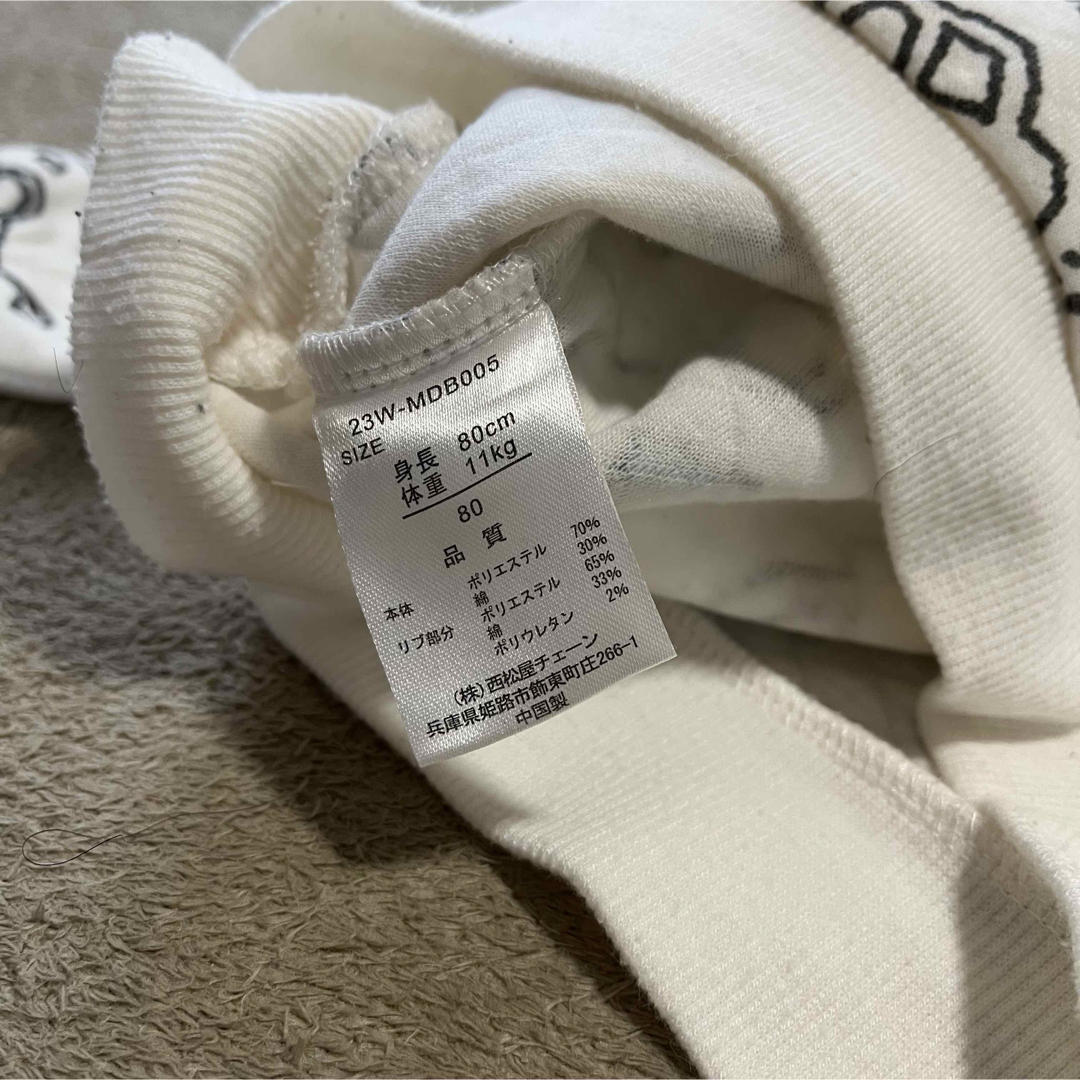 23W-MDB005
SIZE
身長 80cm
体重 11kg
80
品 質
本体 ポリエステル 70%
綿 30%
リブ部分 ポリエステル 65%
綿 33%
ポリウレタン 2%
(株)西松屋チェーン
兵庫県姫路市飾東町庄266-1
中国製